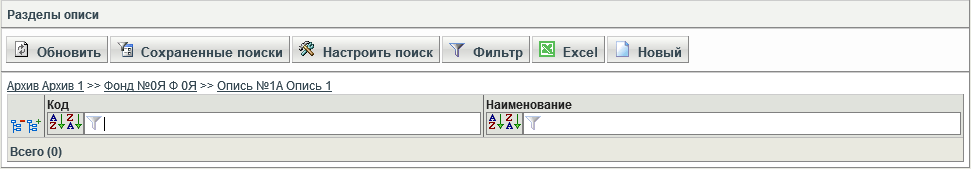 Разделы описи
Обновить Сохраненные поиски Настроить поиск Фильтр Excel Новый
Архив Архив 1 >> Фонд №0Я Ф 0Я >> Опись №1А Опись 1
Код Наименование
Всего (0)